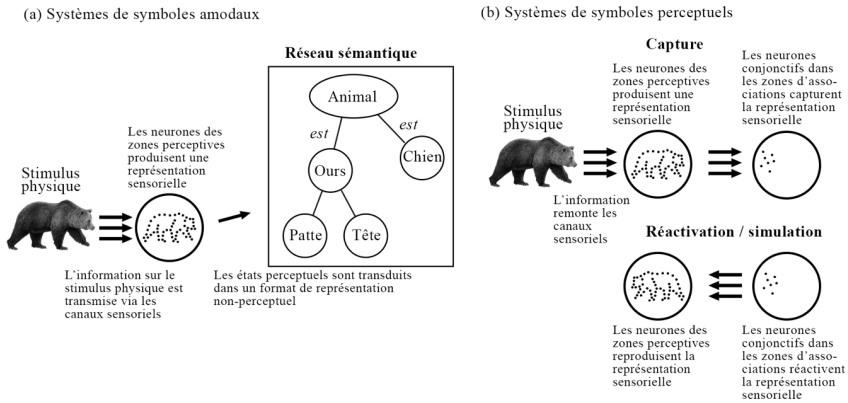 (a) Systèmes de symboles amodaux
Réseau sémantique
Animal
est
est
Chien
Ours
Patte
Tête
Les neurones des
zones perceptives
produisent une
représentation
sensorielle
Stimulus
physique
L’information sur le
stimulus physique est
transmise via les
canaux sensoriels
Les états perceptuels sont transduits
dans un format de représentation
non-perceptuel
(b) Systèmes de symboles perceptuels
Capture
Les neurones des
zones perceptives
produisent une
représentation
sensorielle
Les neurones
conjonctifs dans
les zones d’as-
sociations capturent
la représentation
sensorielle
Stimulus
physique
L’information
remonte les
canaux
sensoriels
Réactivation / simulation
Les neurones des
zones perceptives
reproduisent la
représentation
sensorielle
Les neurones
conjonctifs dans
les zones d’asso-
ciations réactivent
la représentation
sensorielle